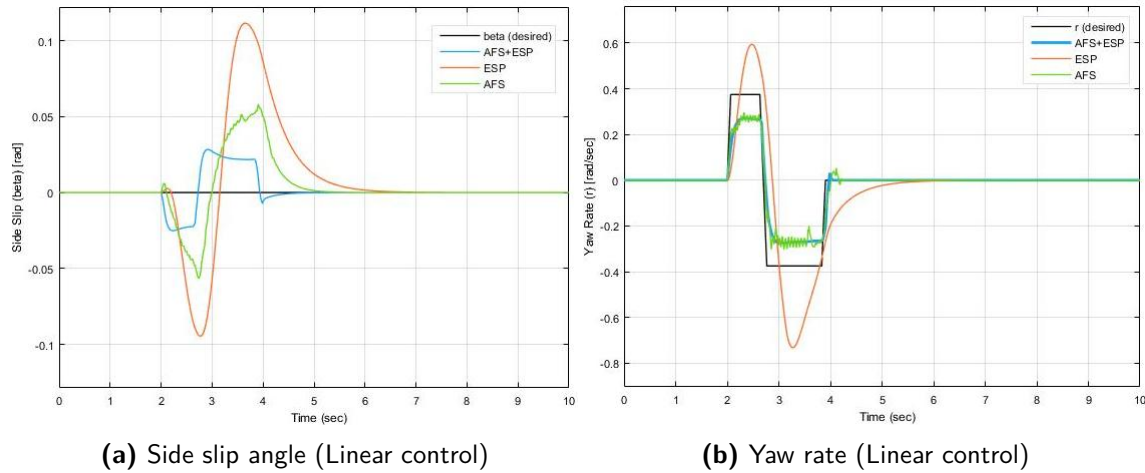 0.1
0.05
0
-0.05
-0.1
Side Slip (beta) [rad]
beta (desired)
AFS+ESP
ESP
AFS
0 1 2 3 4 5 6 7 8 9 10
Time (sec)
(a) Side slip angle (Linear control)
0.6
0.4
0.2
0
-0.2
-0.4
-0.6
-0.8
Yaw Rate (r) [rad/sec]
r (desired)
AFS+ESP
ESP
AFS
0 1 2 3 4 5 6 7 8 9 10
Time (sec)
(b) Yaw rate (Linear control)